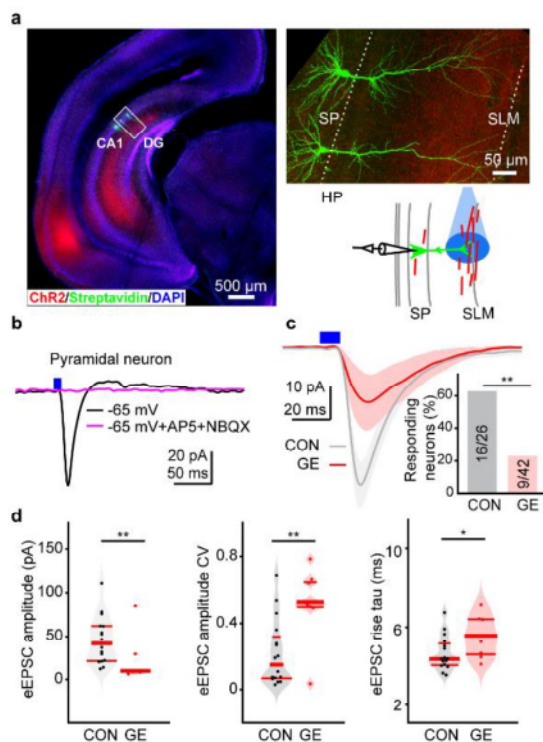 a
CA1
DG
ChR2/Streptavidin/DAPI
500 µm
SP
SLM
50 µm
HP
SP
SLM
b
Pyramidal neuron
-65 mV
-65 mV+AP5+NBQX
20 pA
50 ms
c
10 pA
20 ms
CON
GE
Responding
neurons (%)
60
40
20
0
**
16/26
9/42
CON
GE
d
eEPSC amplitude (pA)
150
100
50
0
**
CON GE
eEPSC amplitude CV
0.8
0.4
0
**
CON GE
eEPSC rise tau (ms)
10
6
2
*
CON GE